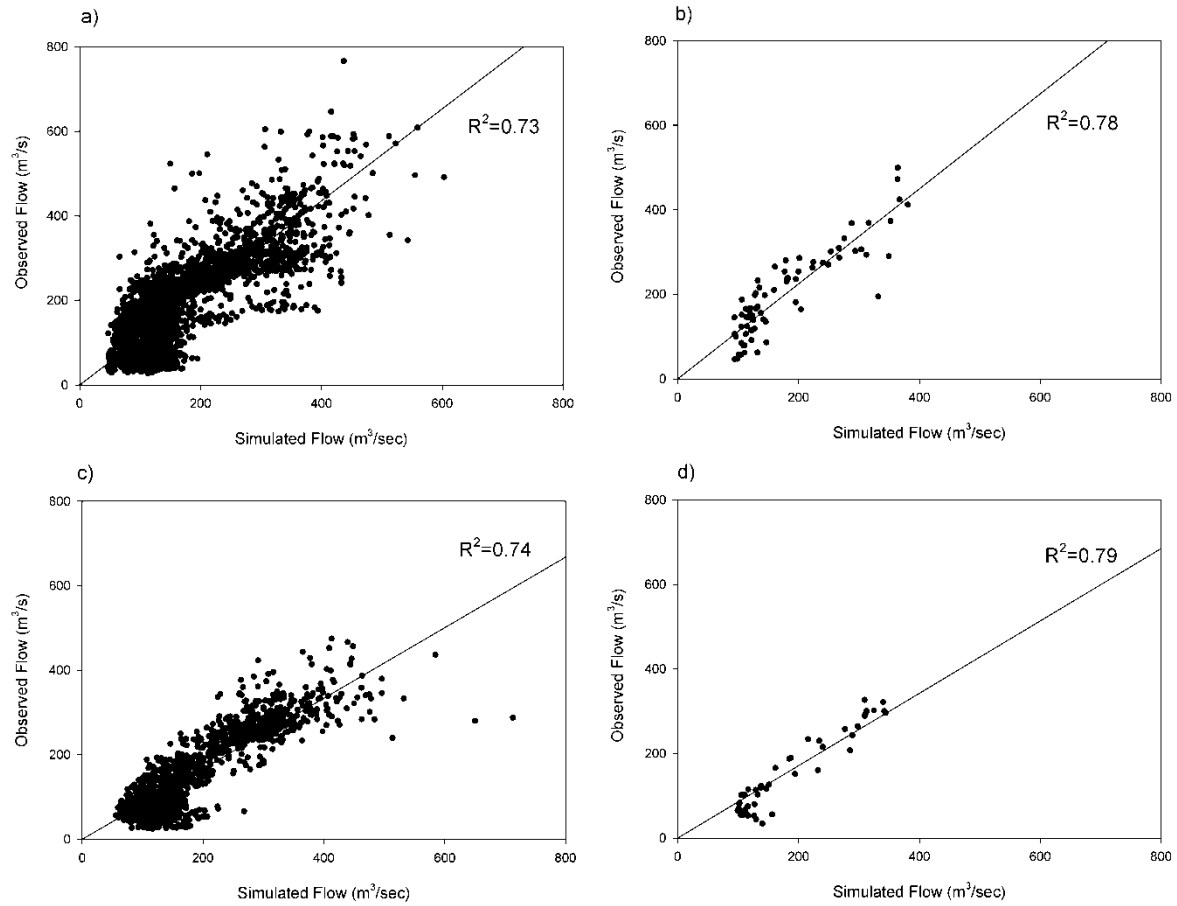 a)
800
600
400
200
0
Observed Flow (m³/s)
R²=0.73
0 200 400 600 800
Simulated Flow (m³/sec)
b)
800
600
400
200
0
Observed Flow (m³/s)
R²=0.78
0 200 400 600 800
Simulated Flow (m³/sec)
c)
800
600
400
200
0
Observed Flow (m³/s)
R²=0.74
0 200 400 600 800
Simulated Flow (m³/sec)
d)
800
600
400
200
0
Observed Flow (m³/s)
R²=0.79
0 200 400 600 800
Simulated Flow (m³/sec)